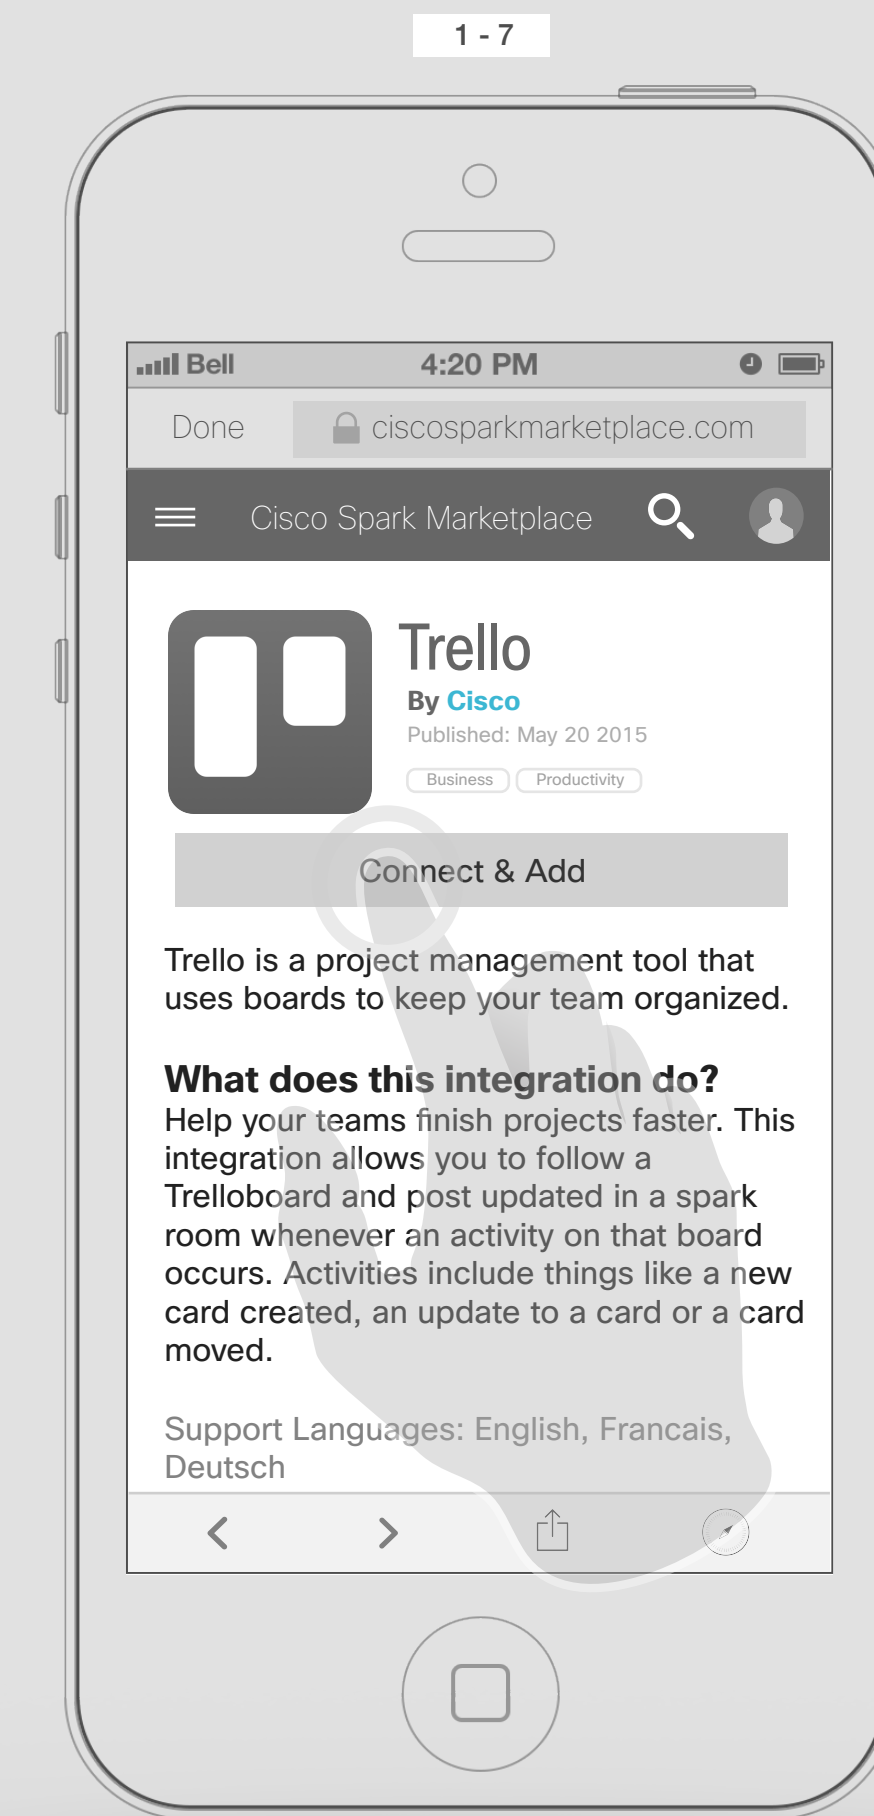 1 - 7
Bell 4:20 PM
Done ciscosparkmarketplace.com
Cisco Spark Marketplace
Trello
By Cisco
Published: May 20 2015
Business Productivity
Connect & Add
Trello is a project management tool that
uses boards to keep your team organized.
What does this integration do?
Help your teams finish projects faster. This
integration allows you to follow a
Trelloboard and post updated in a spark
room whenever an activity on that board
occurs. Activities include things like a new
card created, an update to a card or a card
moved.
Support Languages: English, Francais,
Deutsch